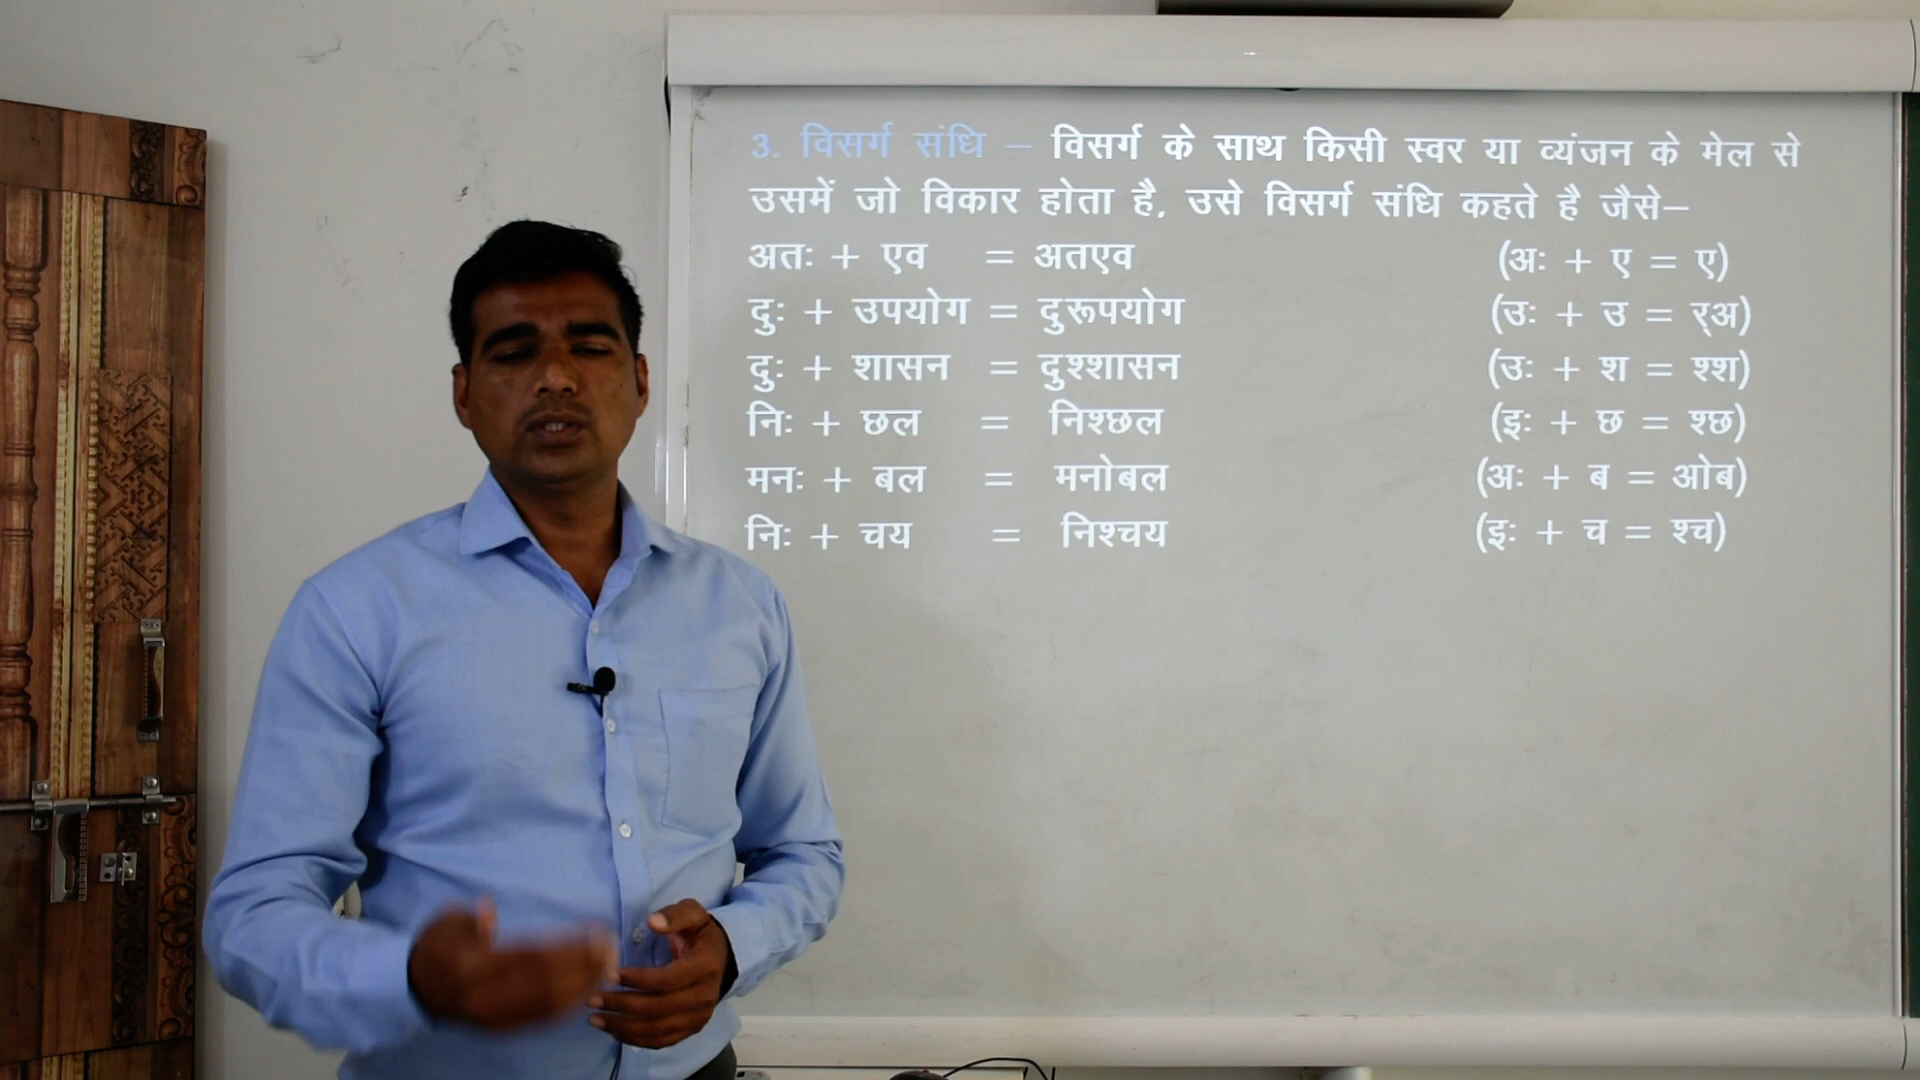 3. विसर्ग संधि – विसर्ग के साथ किसी स्वर या व्यंजन के मेल से
उसमें जो विकार होता है, उसे विसर्ग संधि कहते है जैसे–
अतः + एव = अतएव (अः + ए = ए)
दुः + उपयोग = दुरूपयोग (उः + उ = र्अ)
दुः + शासन = दुश्शासन (उः + श = श्श)
निः + छल = निश्छल (इः + छ = श्छ)
मनः + बल = मनोबल (अः + ब = ओब)
निः + चय = निश्चय (इः + च = श्च)